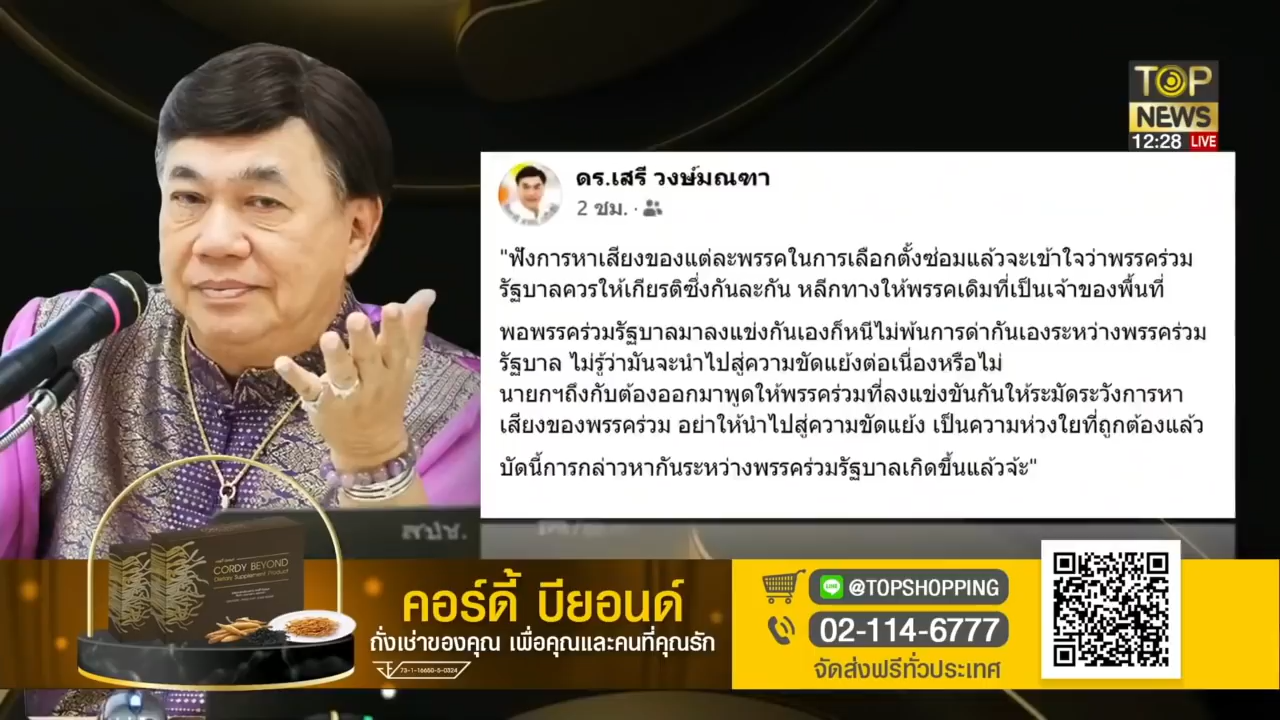 TOP
NEWS
12:28 LIVE
ดร.เสรี วงษ์มณฑา
2 ชม.
"ฟังการหาเสียงของแต่ละพรรคในการเลือกตั้งซ่อมแล้วจะเข้าใจว่าพรรคร่วม
รัฐบาลควรให้เกียรติซึ่งกันละกัน หลีกทางให้พรรคเดิมที่เป็นเจ้าของพื้นที่
พอพรรคร่วมรัฐบาลมาลงแข่งกันเองก็หนีไม่พ้นการด่ากันเองระหว่างพรรคร่วม
รัฐบาล ไม่รู้ว่ามันจะนำไปสู่ความขัดแย้งต่อเนื่องหรือไม่
นายกฯถึงกับต้องออกมาพูดให้พรรคร่วมที่ลงแข่งขันกันให้ระมัดระวังการหา
เสียงของพรรคร่วม อย่าให้นำไปสู่ความขัดแย้ง เป็นความห่วงใยที่ถูกต้องแล้ว
บัดนี้การกล่าวหากันระหว่างพรรคร่วมรัฐบาลเกิดขึ้นแล้วจ้ะ"
สปช.
CORDY BEYOND
Dietary Supplement Product
คอร์ดี้ บียอนด์
ถั่งเช่าของคุณ เพื่อคุณและคนที่คุณรัก
73-1-16650-5-0324
LINE @TOPSHOPPING
02-114-6777
จัดส่งฟรีทั่วประเทศ